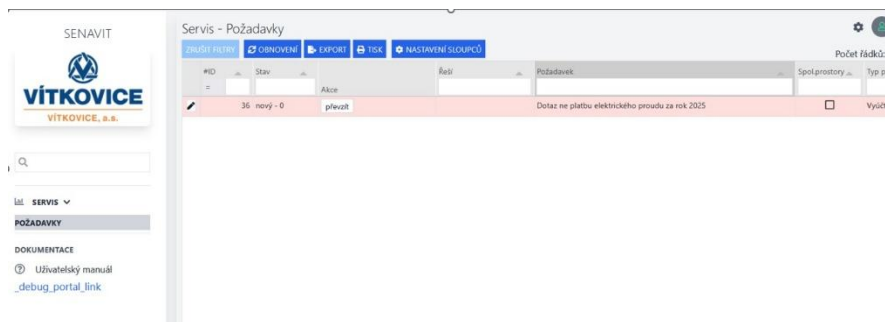 SENAVIT
VÍTKOVICE
VÍTKOVICE, a.s.
SERVIS
POŽADAVKY
DOKUMENTACE
Uživatelský manuál
_debug_portal_link
Servis - Požadavky
ZRUŠIT FILTRY OBNOVENÍ EXPORT TISK NASTAVENÍ SLOUPCŮ
Počet řádků:
#ID Stav Akce Řeší Požadavek Spol.prostory Typ p
=
36 nový - 0 převzít Dotaz ne platbu elektrického proudu za rok 2025 Vyúčt